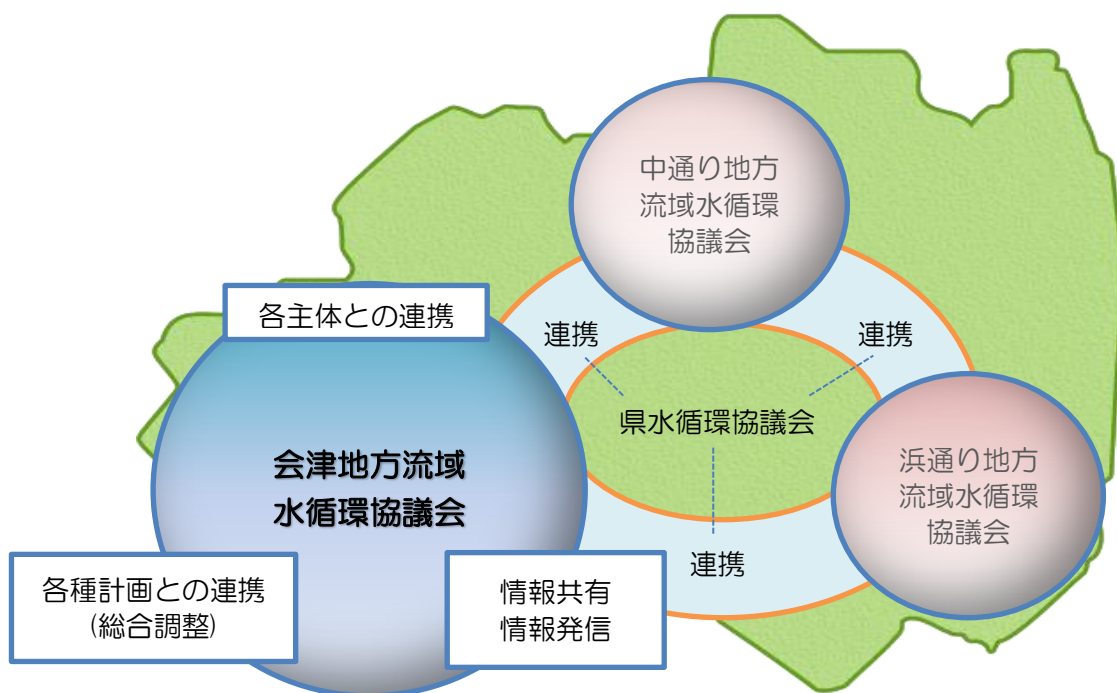 中通り地方
流域水循環
協議会
各主体との連携
連携
連携
県水循環協議会
会津地方流域
水循環協議会
浜通り地方
流域水循環
協議会
連携
各種計画との連携
(総合調整)
情報共有
情報発信